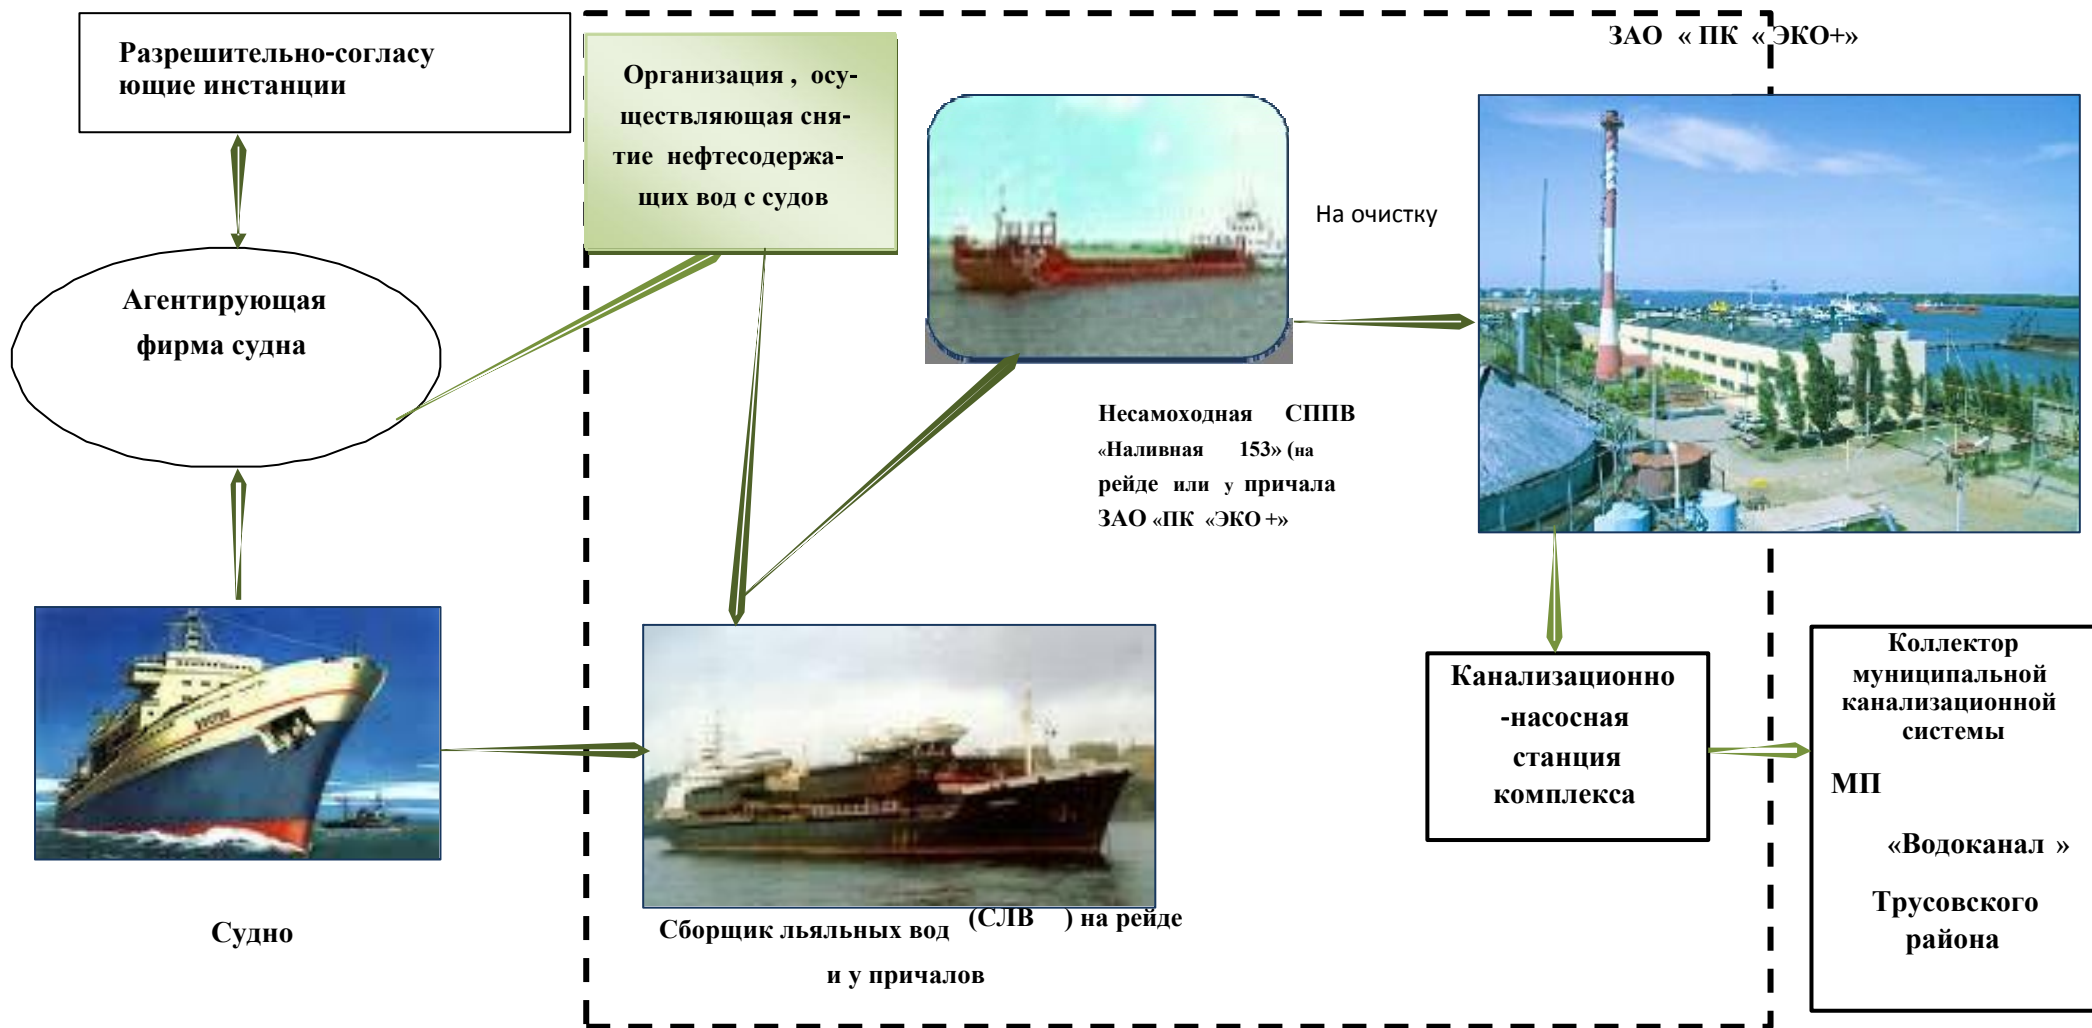 Разрешительно-согласу
ющие инстанции
Организация , осу-
ществляющая сня-
тие нефтесодержа-
щих вод с судов
ЗАО « ПК « ЭКО+»
На очистку
Агентирующая
фирма судна
Несамоходная СППВ
«Наливная 153» (на
рейде или у причала
ЗАО «ПК «ЭКО +»
Канализационно
-насосная
станция
комплекса
Коллектор
муниципальной
канализационной
системы
МП
«Водоканал »
Трусовского
района
Судно
Сборщик льяльных вод (СЛВ ) на рейде
и у причалов